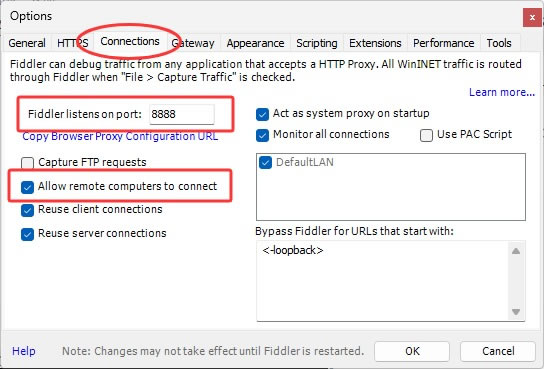 Options
General HTTPS Connections Gateway Appearance Scripting Extensions Performance Tools
Fiddler can debug traffic from any application that accepts a HTTP Proxy. All WinINET traffic is routed
through Fiddler when "File > Capture Traffic" is checked.
Learn more...
Fiddler listens on port: 8888
Copy Browser Proxy Configuration URL
Capture FTP requests
Allow remote computers to connect
Reuse client connections
Reuse server connections
Act as system proxy on startup
Monitor all connections Use PAC Script
DefaultLAN
Bypass Fiddler for URLs that start with:
<-loopback>
Help Note: Changes may not take effect until Fiddler is restarted. OK Cancel